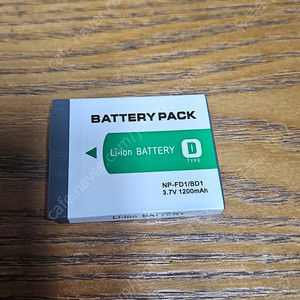 BATTERY PACK
Li-ion BATTERY
D
TYPE
NP-FD1/BD1
3.7V 1200mAh
Li-ion BATTERY